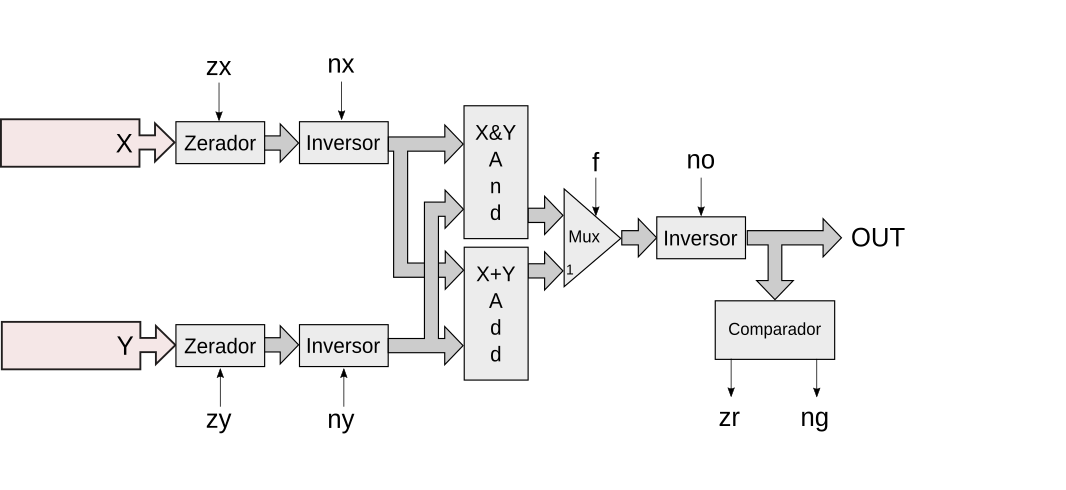 zx
nx
X
Zerador
Inversor
X&Y
A
n
d
f
no
Mux
1
Inversor
OUT
X+Y
A
d
d
Comparador
zr
ng
Y
Zerador
Inversor
zy
ny